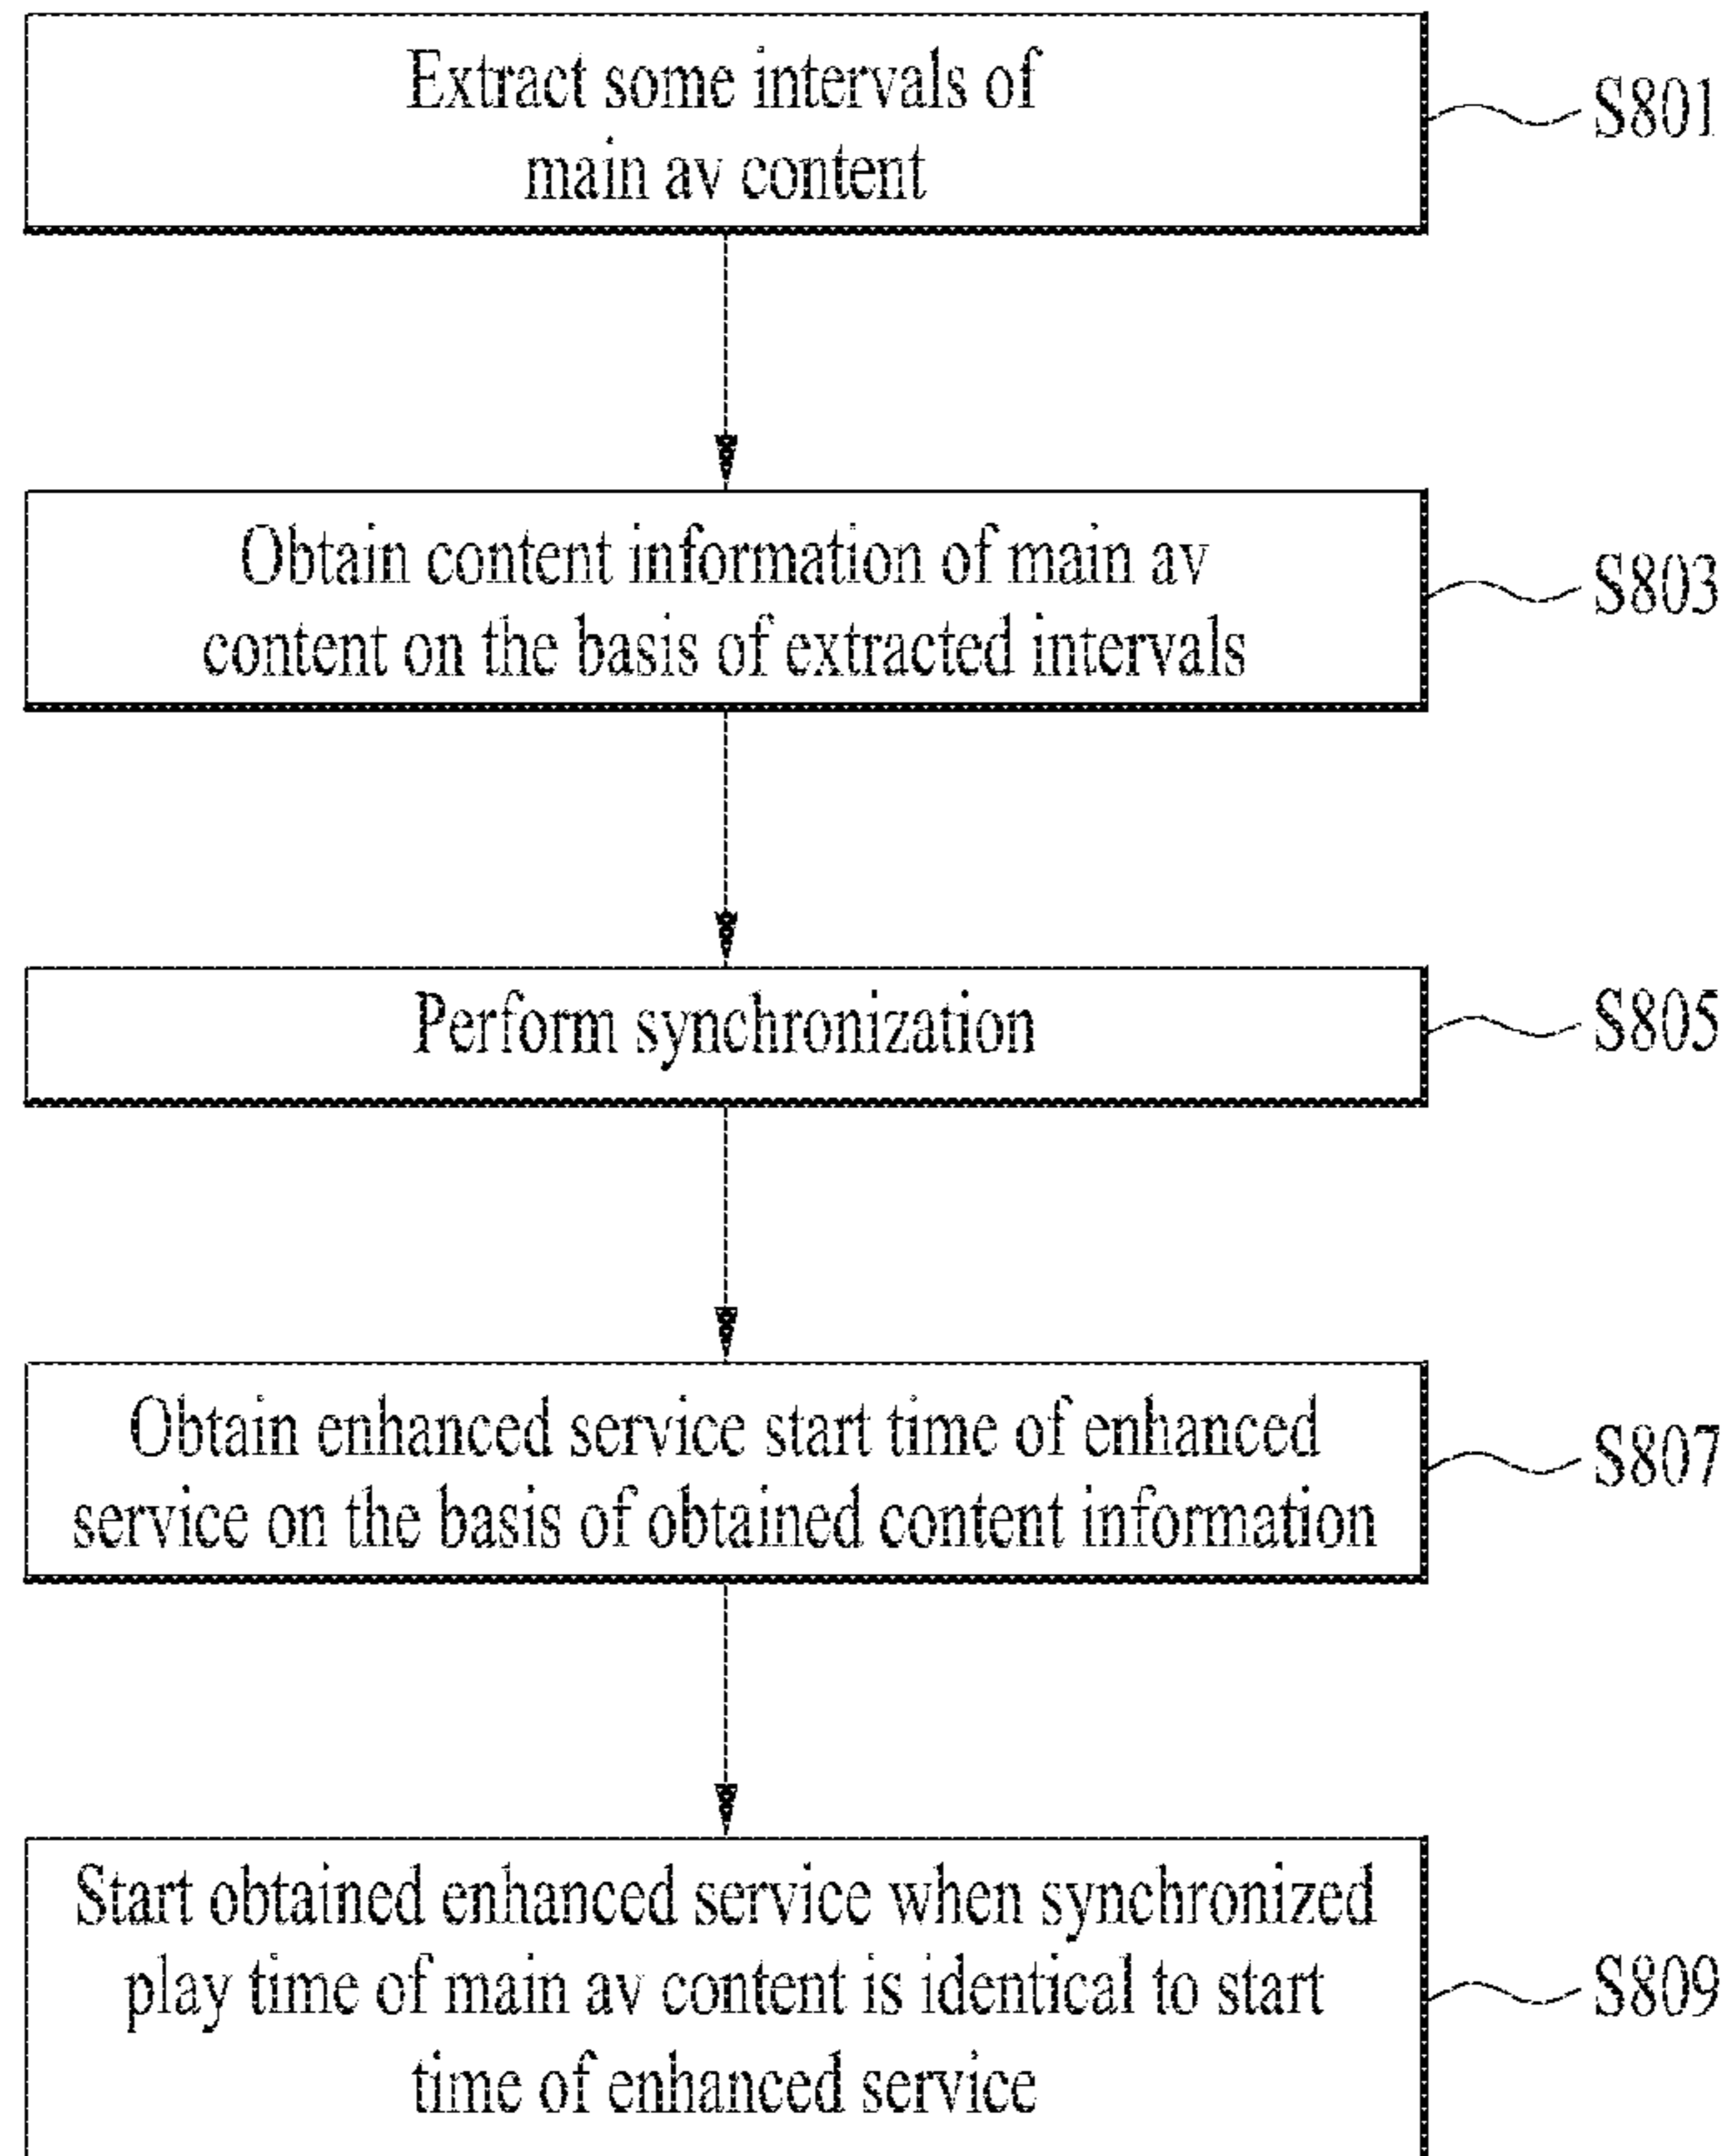 Extract some intervals of
main av content
S801
Obtain content information of main av
content on the basis of extracted intervals
S803
Perform synchronization
S805
Obtain enhanced service start time of enhanced
service on the basis of obtained content information
S807
Start obtained enhanced service when synchronized
play time of main av content is identical to start
time of enhanced service
S809